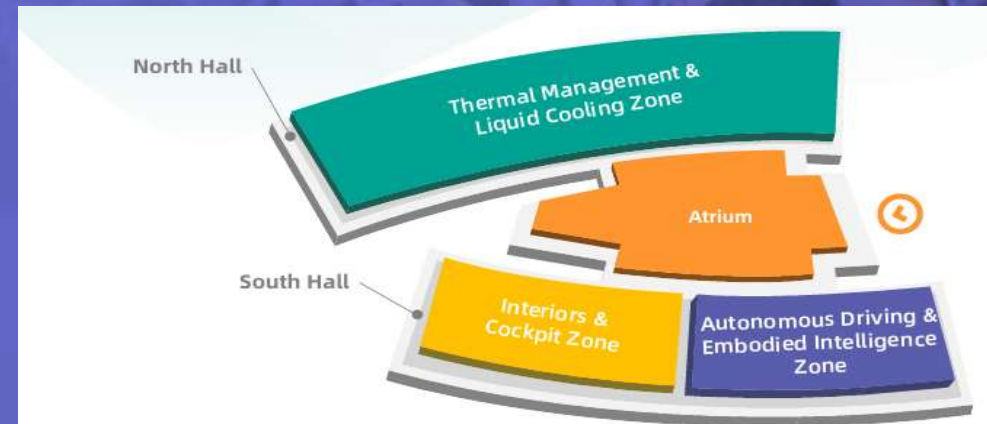 North Hall
Thermal Management &
Liquid Cooling Zone
Atrium
South Hall
Interiors &
Cockpit Zone
Autonomous Driving &
Embodied Intelligence
Zone